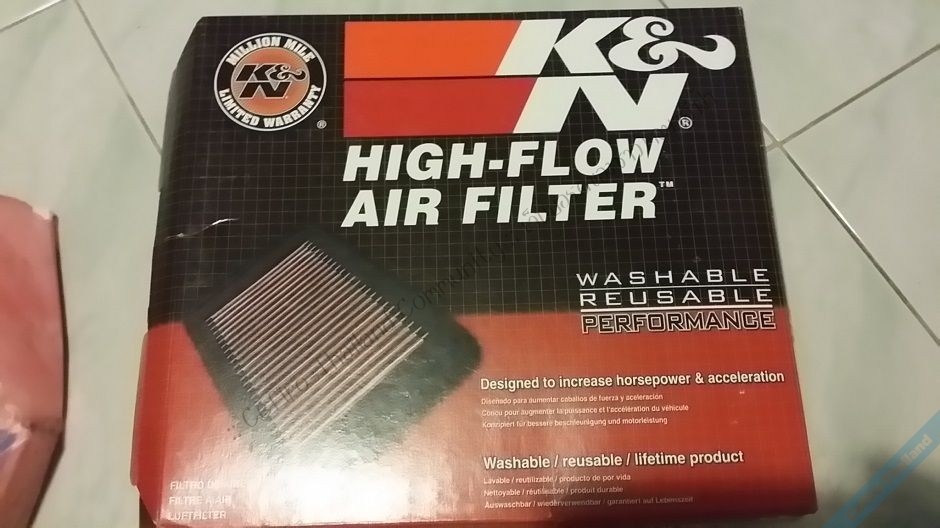 MILLION MILE
K&N
LIMITED WARRANTY
®
K&N®
HIGH-FLOW
AIR FILTER™
WASHABLE
REUSABLE
PERFORMANCE
Designed to increase horsepower & acceleration
Diseñado para aumentar caballos de fuerza y aceleración
Concu pour augmenter la puissance et l'accélération du véhicule
Konzipiert für bessere beschleunigung und motorleistung
Washable / reusable / lifetime product
Lavable / reutilizable / producto de por vida
Nettoyable / réutilisable / produit durable
Auswaschbar / wiederverwendbar / garantiert auf Lebenszeit
FILTRO DE AIRE
FILTRE A AIR
LUFTFILTER